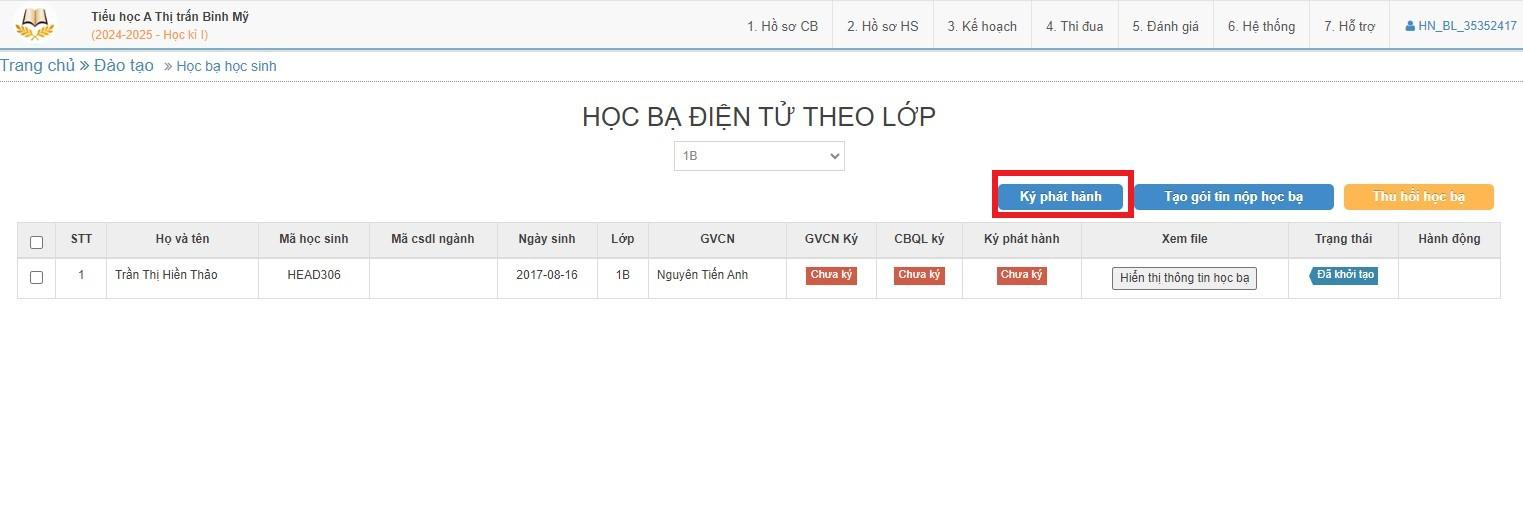 Tiểu học A Thị trấn Bình Mỹ
(2024-2025 - Học kì I)
1. Hồ sơ CB 2. Hồ sơ HS 3. Kế hoạch 4. Thi đua 5. Đánh giá 6. Hệ thống 7. Hỗ trợ HN_BL_35352417
Trang chủ » Đào tạo » Học bạ học sinh
HỌC BẠ ĐIỆN TỬ THEO LỚP
1B
Ký phát hành Tạo gói tin nộp học bạ Thu hồi học bạ
STT Họ và tên Mã học sinh Mã csdl ngành Ngày sinh Lớp GVCN GVCN Ký CBQL ký Ký phát hành Xem file Trạng thái Hành động
1 Trần Thị Hiền Thảo HEAD306 2017-08-16 1B Nguyễn Tiến Anh Chưa ký Chưa ký Chưa ký Hiển thị thông tin học bạ Đã khởi tạo